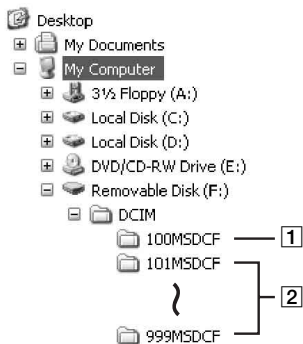 Desktop
My Documents
My Computer
3½ Floppy (A:)
Local Disk (C:)
Local Disk (D:)
DVD/CD-RW Drive (E:)
Removable Disk (F:)
DCIM
100MSDCF 1
101MSDCF
2
999MSDCF